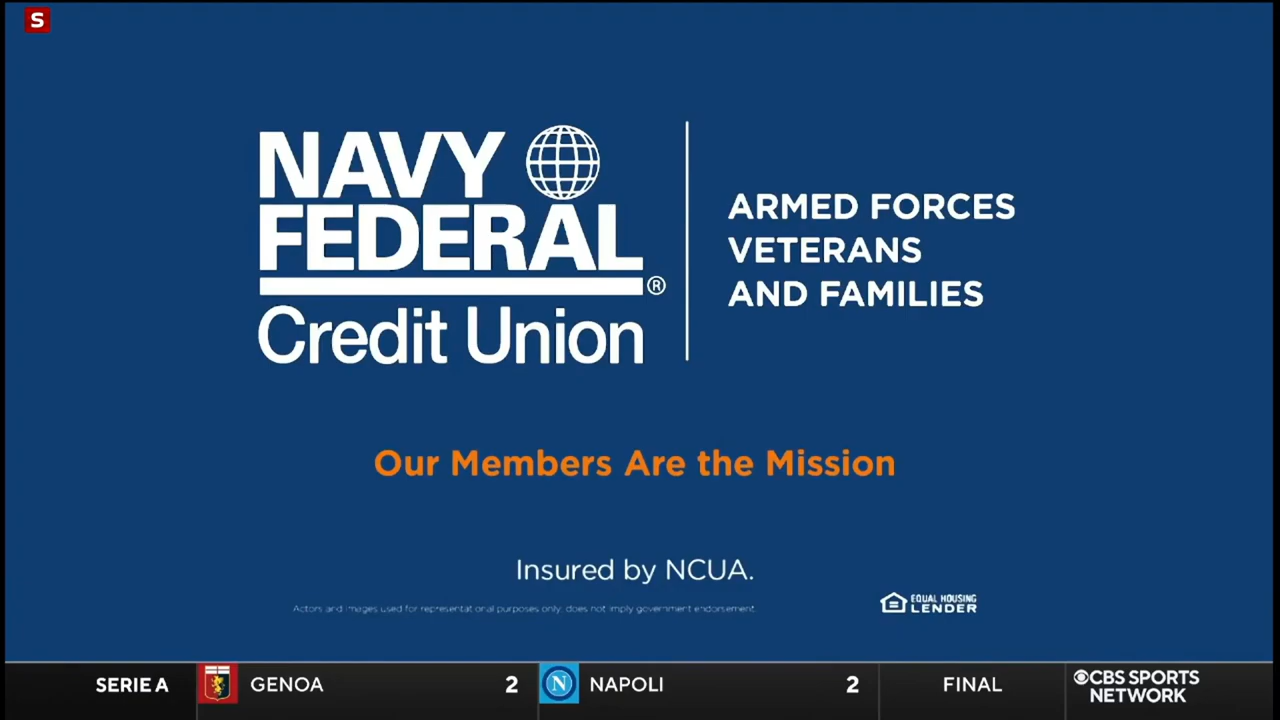 S
NAVY
FEDERAL®
Credit Union
ARMED FORCES
VETERANS
AND FAMILIES
Our Members Are the Mission
Insured by NCUA.
Actors and images used for representational purposes only; does not imply government endorsement.
EQUAL HOUSING
LENDER
SERIE A GENOA 2 N NAPOLI 2 FINAL CBS SPORTS
NETWORK